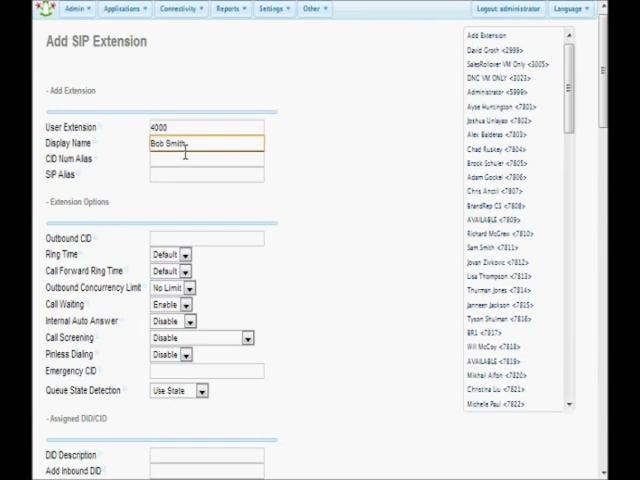 Admin Applications Connectivity Reports Settings Other Logout: administrator Language
Add SIP Extension
- Add Extension
User Extension 4000
Display Name Bob Smith
CID Num Alias
SIP Alias
- Extension Options
Outbound CID
Ring Time Default
Call Forward Ring Time Default
Outbound Concurrency Limit No Limit
Call Waiting Enable
Internal Auto Answer Disable
Call Screening Disable
Pinless Dialing Disable
Emergency CID
Queue State Detection Use State
- Assigned DID/CID
DID Description
Add Inbound DID
Add Extension
David Groth <2999>
SalesRollover VM Only <3005>
DNC VM ONLY <3023>
Administrator <5999>
Ayse Huntington <7801>
Joshua Unlayao <7802>
Alex Balderas <7803>
Chad Ruskey <7804>
Brock Schuler <7805>
Adam Gockel <7806>
Chris Anctil <7807>
BrandRep CS <7808>
AVAILABLE <7809>
Richard McGrew <7810>
Sam Smith <7811>
Jovan Zivkovic <7812>
Lisa Thompson <7813>
Thurman Jones <7814>
Janneen Jackson <7815>
Tyson Shulman <7816>
BR1 <7817>
Will McCoy <7818>
AVAILABLE <7819>
Mikhail Alfon <7820>
Christina Liu <7821>
Michele Paul <7822>